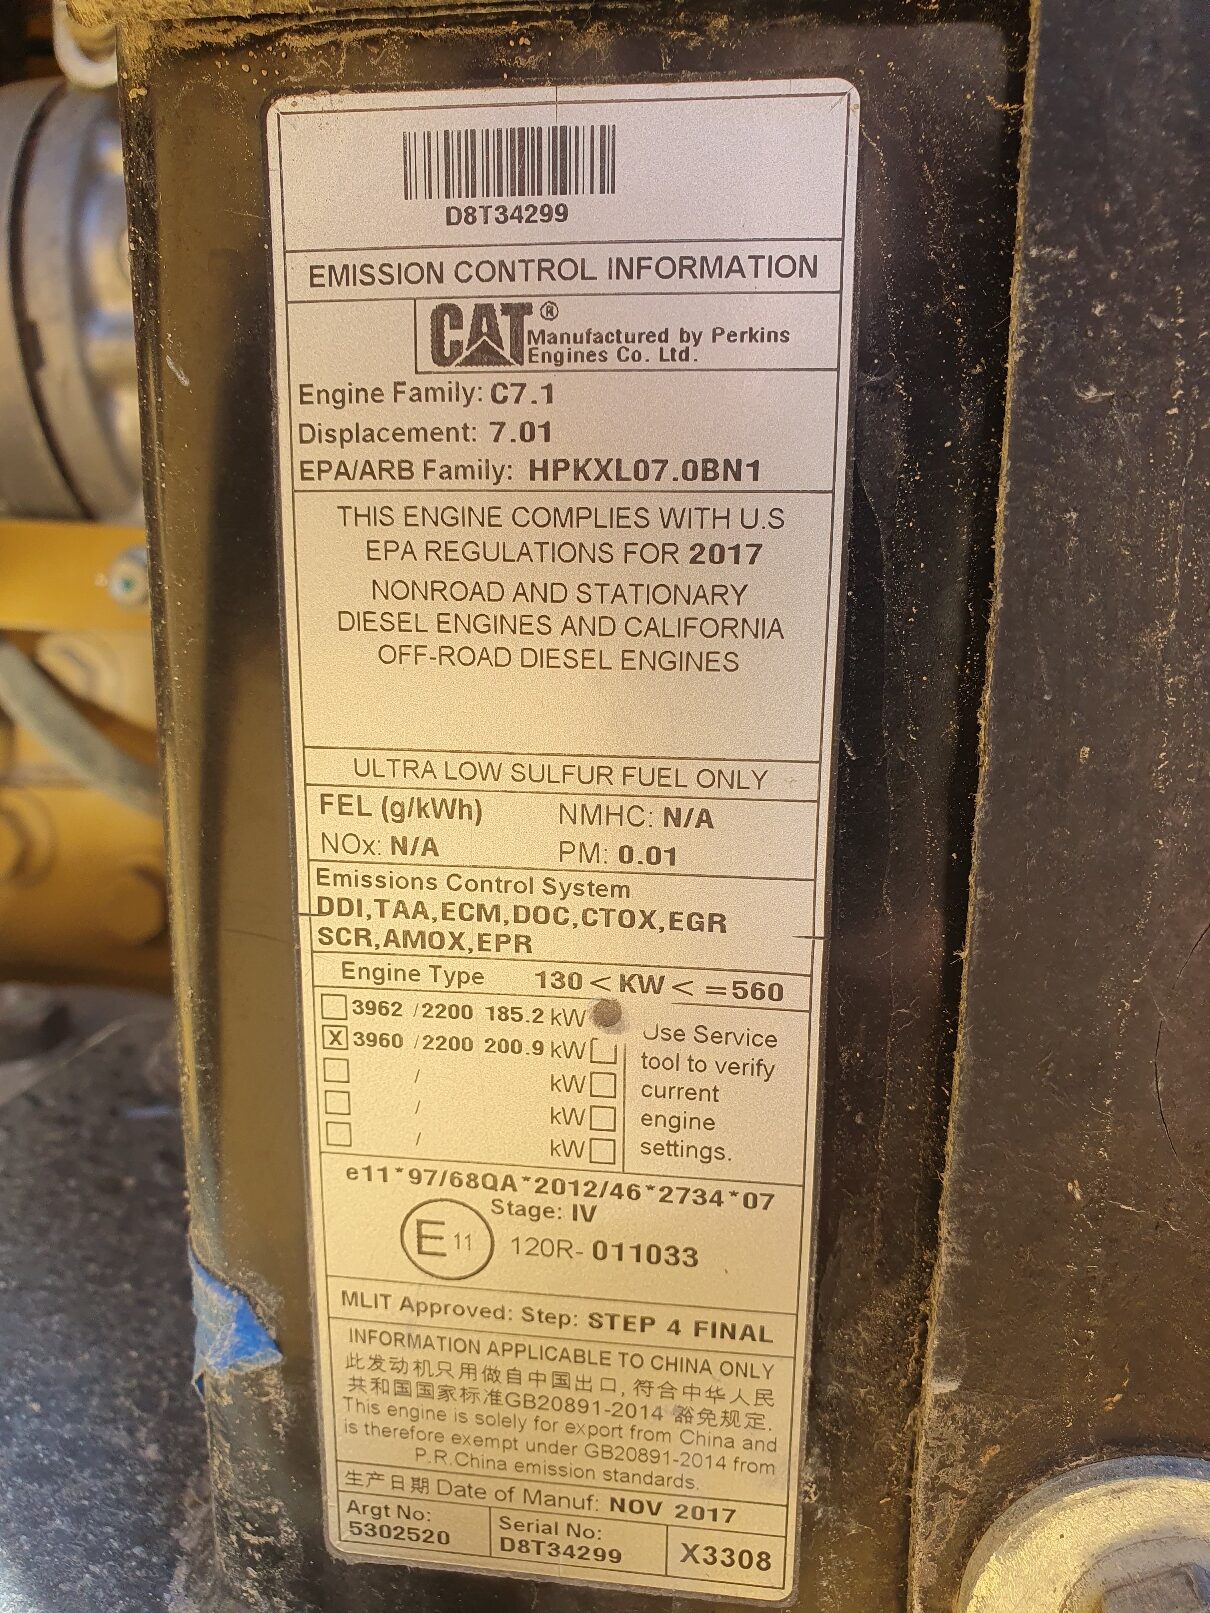 D8T34299
EMISSION CONTROL INFORMATION
CAT® Manufactured by Perkins
Engines Co. Ltd.
Engine Family: C7.1
Displacement: 7.01
EPA/ARB Family: HPKXL07.0BN1
THIS ENGINE COMPLIES WITH U.S
EPA REGULATIONS FOR 2017
NONROAD AND STATIONARY
DIESEL ENGINES AND CALIFORNIA
OFF-ROAD DIESEL ENGINES
ULTRA LOW SULFUR FUEL ONLY
FEL (g/kWh) NMHC: N/A
NOx: N/A PM: 0.01
Emissions Control System
DDI,TAA,ECM,DOC,CTOX,EGR
SCR,AMOX,EPR
Engine Type 130 < KW < =560
3962 /2200 185.2 kW
X 3960 /2200 200.9 kW
/ kW
/ kW
/ kW
Use Service
tool to verify
current
engine
settings.
e11*97/68QA*2012/46*2734*07
Stage: IV
E 11 120R- 011033
MLIT Approved: Step: STEP 4 FINAL
INFORMATION APPLICABLE TO CHINA ONLY
此发动机只用做自中国出口, 符合中华人民
共和国国家标准GB20891-2014 豁免规定.
This engine is solely for export from China and
is therefore exempt under GB20891-2014 from
P.R.China emission standards.
生产日期 Date of Manuf: NOV 2017
Argt No:
5302520
Serial No:
D8T34299
X3308